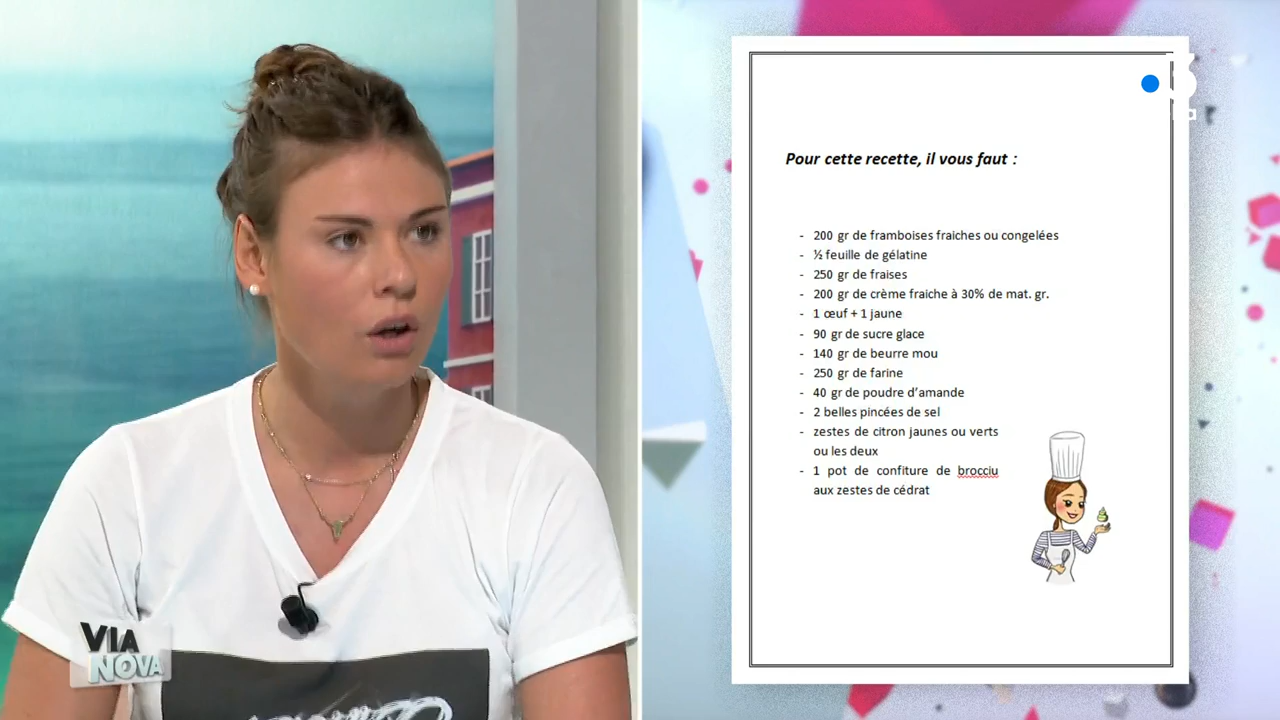 Pour cette recette, il vous faut :
- 200 gr de framboises fraiches ou congelées
- ½ feuille de gélatine
- 250 gr de fraises
- 200 gr de crème fraiche à 30% de mat. gr.
- 1 œuf + 1 jaune
- 90 gr de sucre glace
- 140 gr de beurre mou
- 250 gr de farine
- 40 gr de poudre d’amande
- 2 belles pincées de sel
- zestes de citron jaunes ou verts
ou les deux
- 1 pot de confiture de brocciu
aux zestes de cédrat
VIA
NOVA